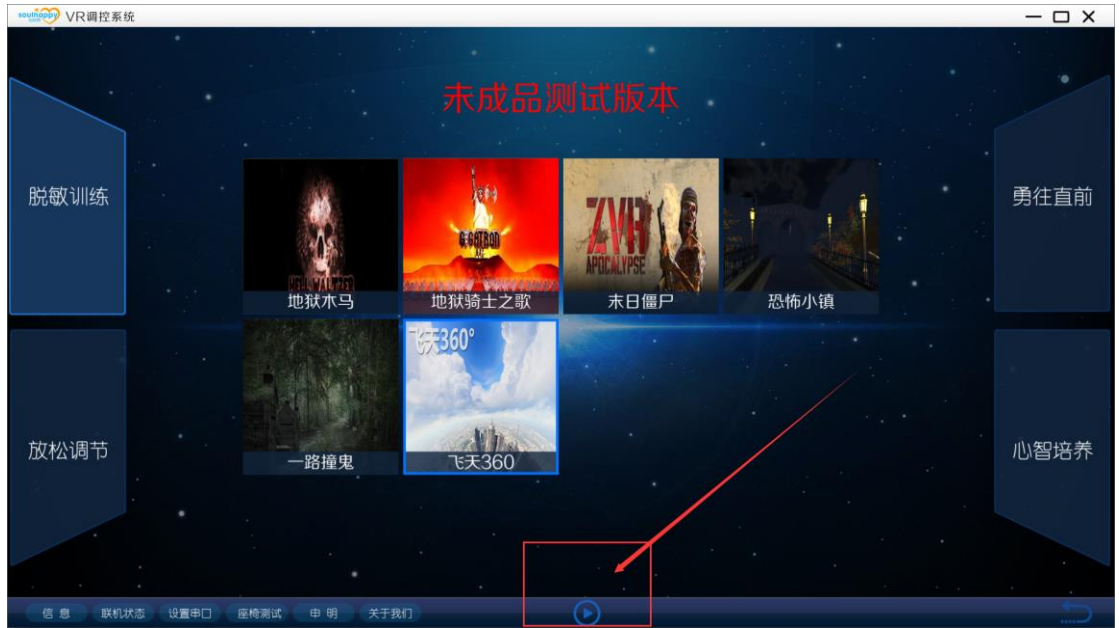 soulhappy VR调控系统
未成品测试版本
脱敏训练
勇往直前
HELL WALTZER
地狱木马
GIGATRON
地狱骑士之歌
ZVR
APOCALYPSE
末日僵尸
恐怖小镇
放松调节
心智培养
一路撞鬼
飞天360°
飞天360
信息 联机状态 设置串口 座椅测试 申明 关于我们